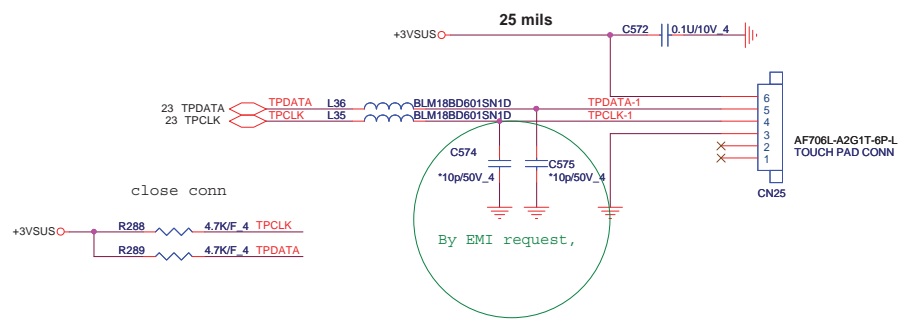 25 mils
+3VSUS C572 0.1U/10V_4
23 TPDATA TPDATA L36 BLM18BD601SN1D TPDATA-1
23 TPCLK TPCLK L35 BLM18BD601SN1D TPCLK-1
6
5
4
3
2
1
AF706L-A2G1T-6P-L
TOUCH PAD CONN
CN25
C574
*10p/50V_4
C575
*10p/50V_4
close conn
+3VSUS R288 4.7K/F_4 TPCLK
R289 4.7K/F_4 TPDATA
By EMI request,